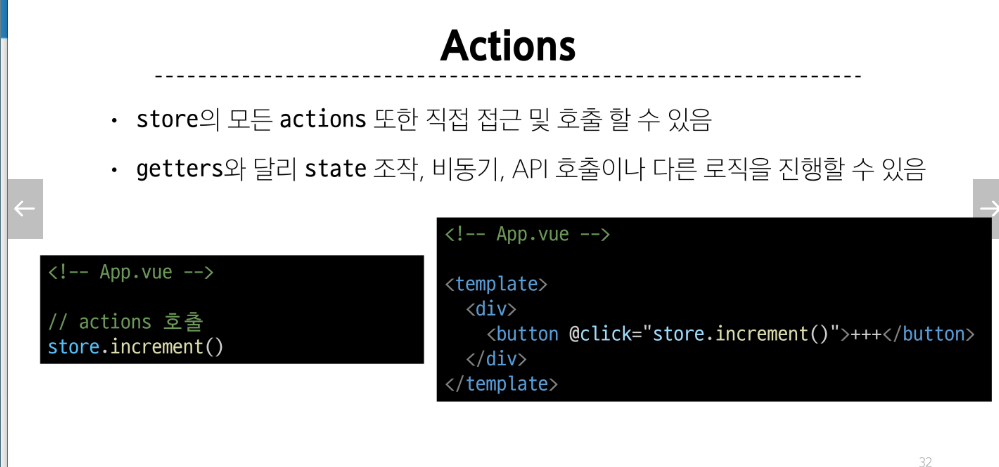 Actions
• store의 모든 actions 또한 직접 접근 및 호출 할 수 있음
• getters와 달리 state 조작, 비동기, API 호출이나 다른 로직을 진행할 수 있음
<!-- App.vue -->
// actions 호출
store.increment()
<!-- App.vue -->
<template>
  <div>
    <button @click="store.increment()">+++</button>
  </div>
</template>
32